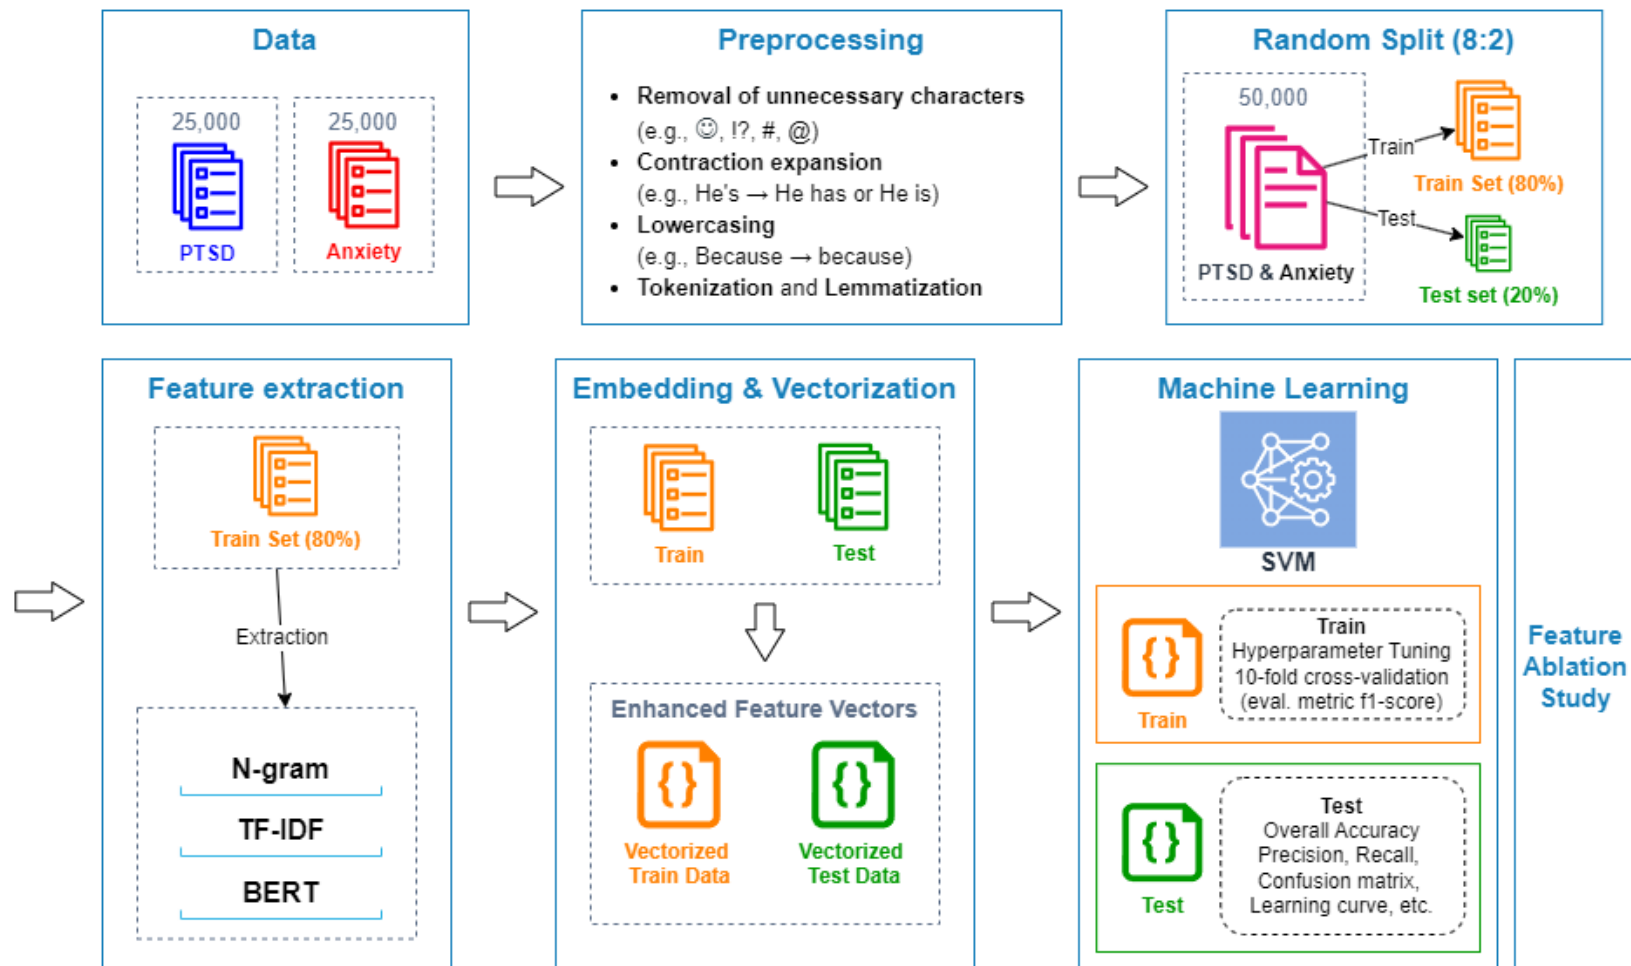 Data
25,000
25,000
PTSD
Anxiety
Preprocessing
• Removal of unnecessary characters
(e.g., ☺, !?, #, @)
• Contraction expansion
(e.g., He's → He has or He is)
• Lowercasing
(e.g., Because → because)
• Tokenization and Lemmatization
Random Split (8:2)
50,000
PTSD & Anxiety
Train
Test
Train Set (80%)
Test set (20%)
Feature extraction
Train Set (80%)
Extraction
N-gram
TF-IDF
BERT
Embedding & Vectorization
Train
Test
Enhanced Feature Vectors
{}
{}
Vectorized
Train Data
Vectorized
Test Data
Machine Learning
SVM
{}
Train
Train
Hyperparameter Tuning
10-fold cross-validation
(eval. metric f1-score)
{}
Test
Test
Overall Accuracy
Precision, Recall,
Confusion matrix,
Learning curve, etc.
Feature
Ablation
Study